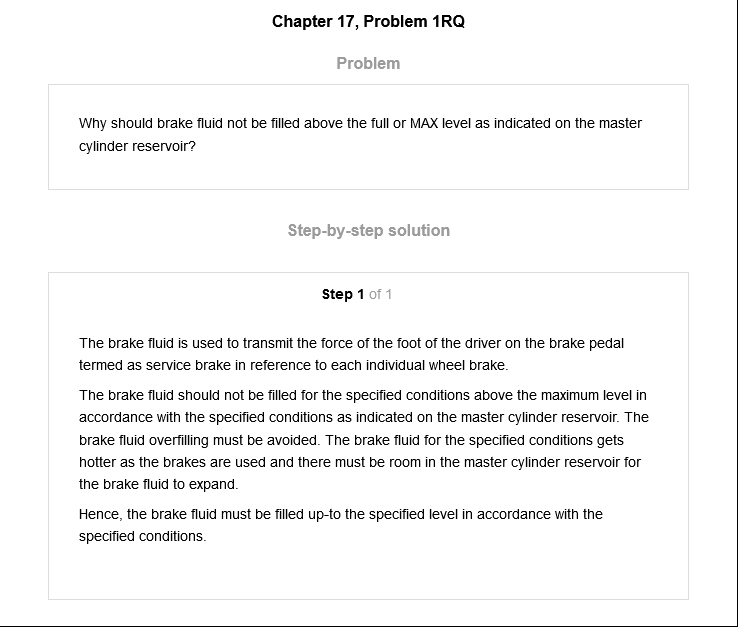 Chapter 17, Problem 1RQ
Problem
Why should brake fluid not be filled above the full or MAX level as indicated on the master
cylinder reservoir?
Step-by-step solution
Step 1 of 1
The brake fluid is used to transmit the force of the foot of the driver on the brake pedal
termed as service brake in reference to each individual wheel brake.
The brake fluid should not be filled for the specified conditions above the maximum level in
accordance with the specified conditions as indicated on the master cylinder reservoir. The
brake fluid overfilling must be avoided. The brake fluid for the specified conditions gets
hotter as the brakes are used and there must be room in the master cylinder reservoir for
the brake fluid to expand.
Hence, the brake fluid must be filled up-to the specified level in accordance with the
specified conditions.